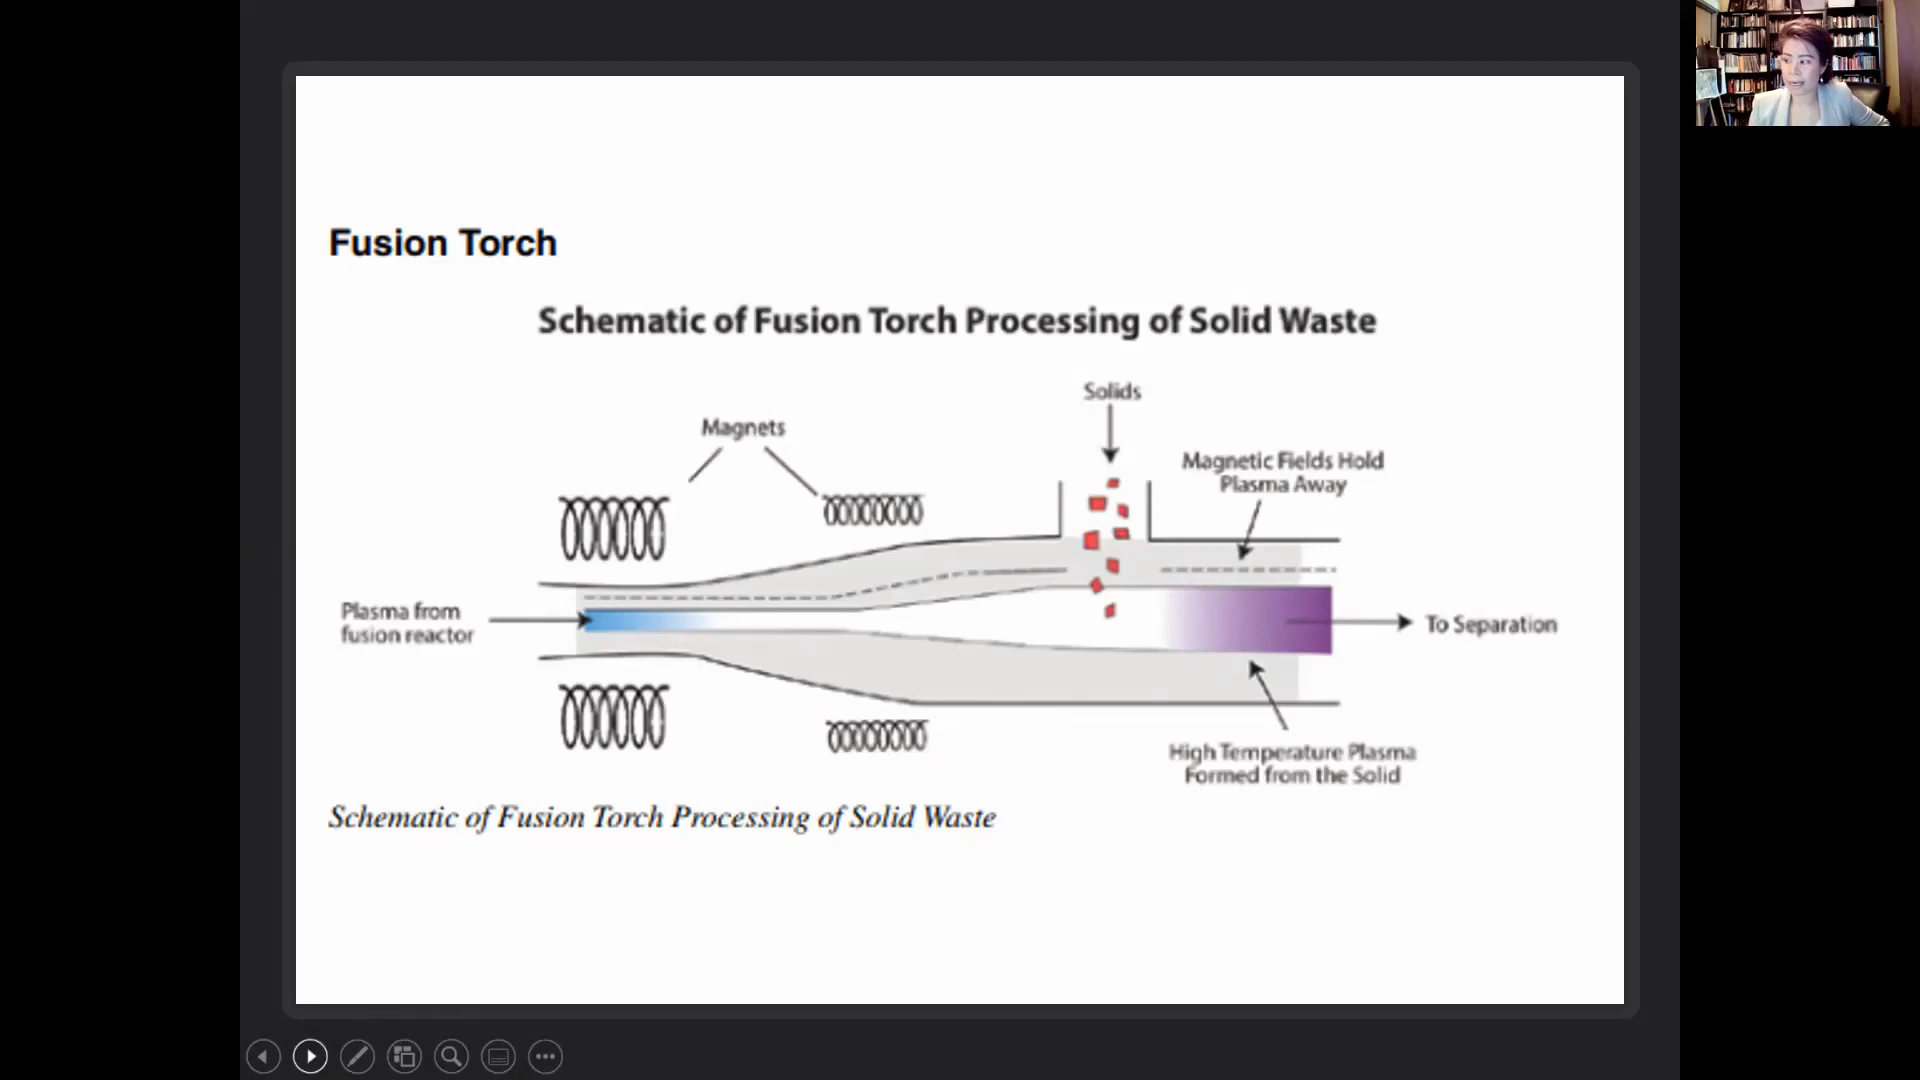 Fusion Torch
Schematic of Fusion Torch Processing of Solid Waste
Solids
Magnets
Magnetic Fields Hold
Plasma Away
Plasma from
fusion reactor
To Separation
High Temperature Plasma
Formed from the Solid
Schematic of Fusion Torch Processing of Solid Waste